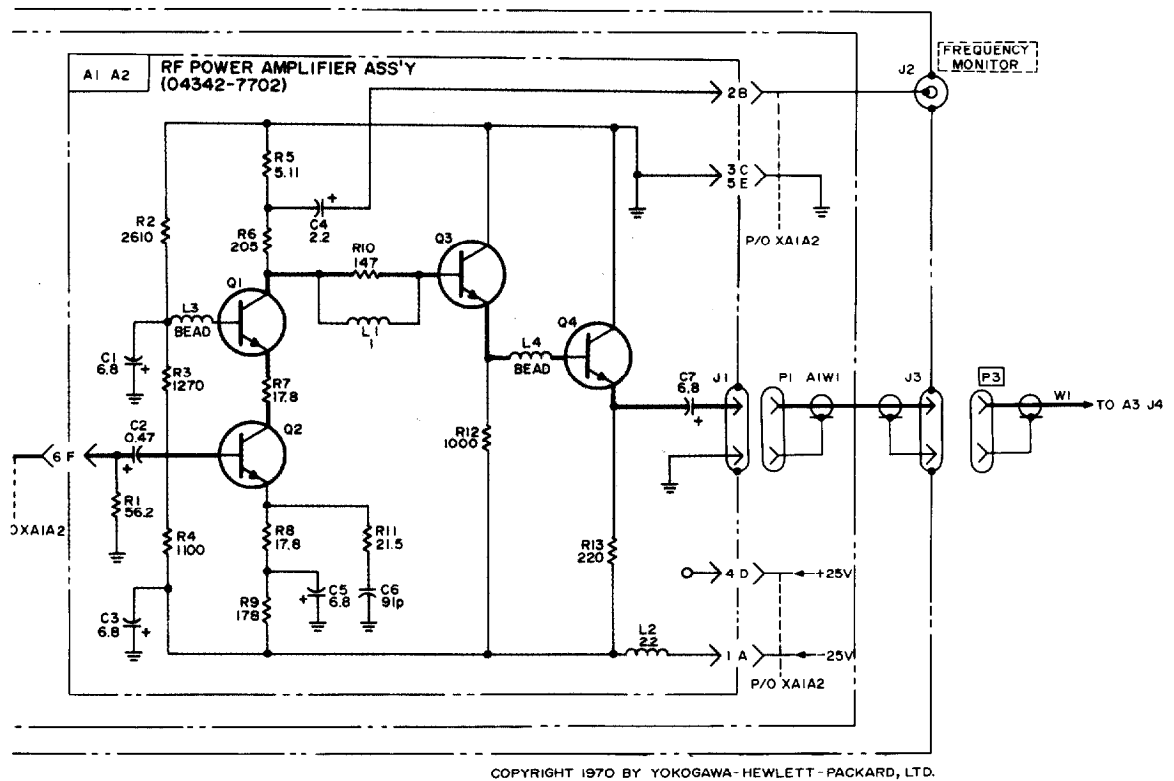 A1 A2
RF POWER AMPLIFIER ASS'Y
(04342-7702)
FREQUENCY
MONITOR
J2
2B
3C
5E
P/O XA1A2
R5
5.11
C4
2.2
R2
2610
R6
205
R10
147
Q3
Q1
L3
BEAD
L1
Q4
L4
BEAD
C1
6.8
R3
1270
R7
17.8
C7
6.8
J1
P1
A1W1
J3
P3
W1
TO A3 J4
C2
0.47
Q2
R12
1000
6 F
R1
56.2
XA1A2
R4
1100
R8
17.8
R11
21.5
R13
220
C5
6.8
C6
91p
4 D
+25V
C3
6.8
R9
178
L2
22
1 A
-25V
P/O XA1A2
COPYRIGHT 1970 BY YOKOGAWA-HEWLETT-PACKARD, LTD.